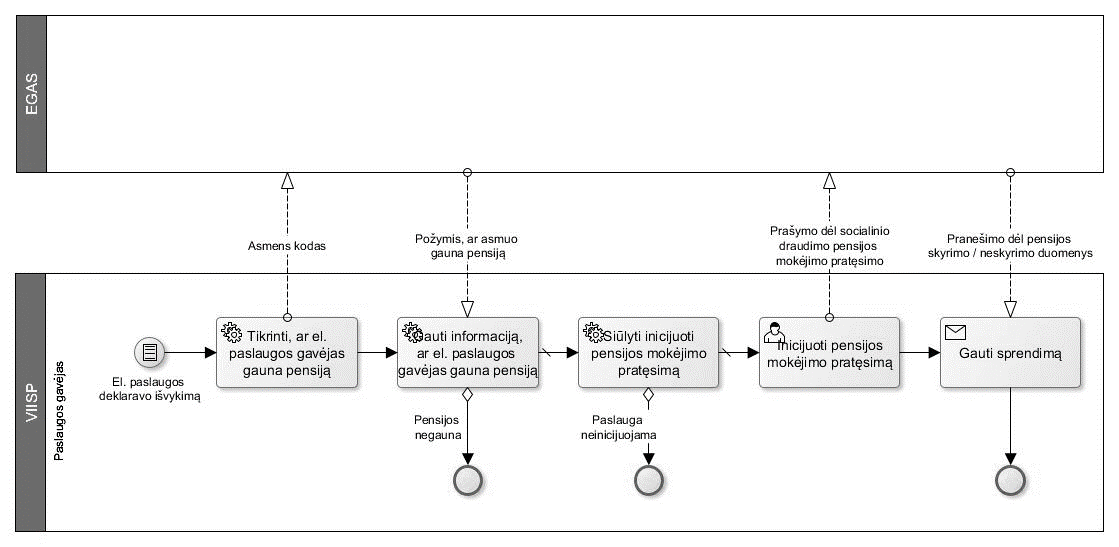 EGAS
Asmens kodas
Požymis, ar asmuo
gauna pensiją
Prašymo dėl socialinio
draudimo pensijos
mokėjimo pratęsimo
Pranešimo dėl pensijos
skyrimo / neskyrimo duomenys
VIISP
Paslaugos gavėjas
El. paslaugos
deklaravo išvykimą
Tikrinti, ar el.
paslaugos gavėjas
gauna pensiją
Gauti informaciją,
ar el. paslaugos
gavėjas gauna pensiją
Siūlyti inicijuoti
pensijos mokėjimo
pratęsimą
Inicijuoti pensijos
mokėjimo pratęsimą
Gauti sprendimą
Pensijos
negauna
Paslauga
neinicijuojama